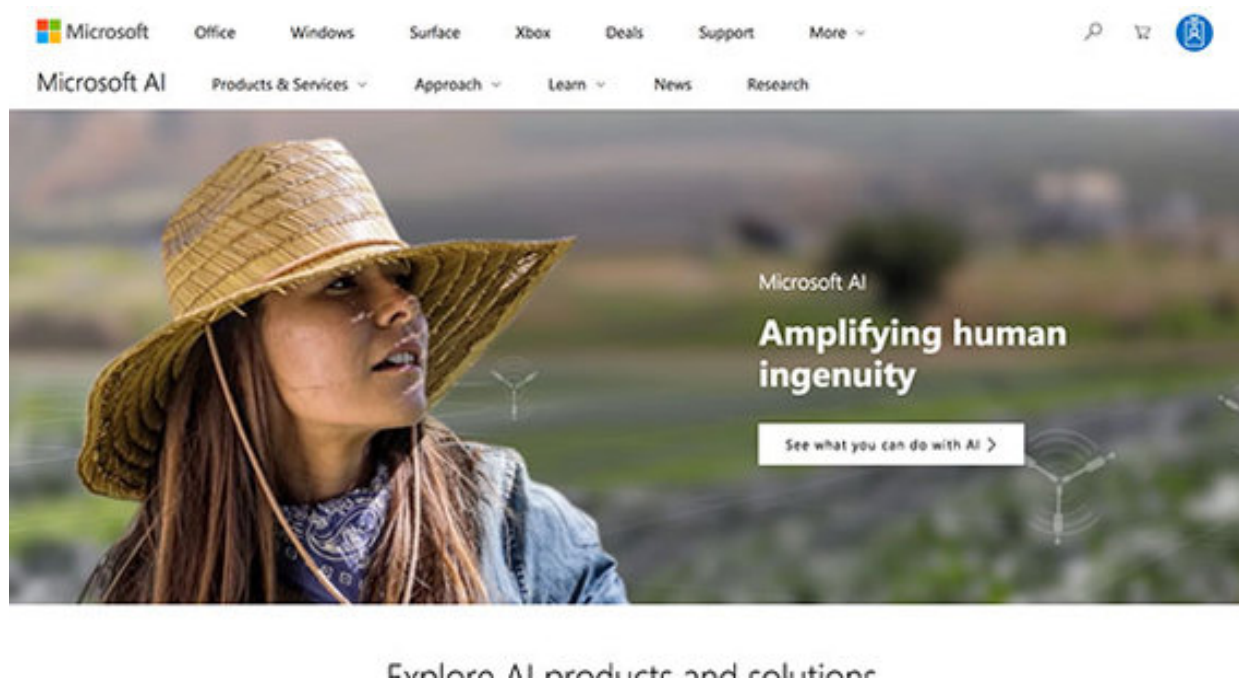 Microsoft Office Windows Surface Xbox Deals Support More
Microsoft AI Products & Services Approach Learn News Research
Microsoft AI
Amplifying human
ingenuity
See what you can do with AI
Explore AI products and solutions